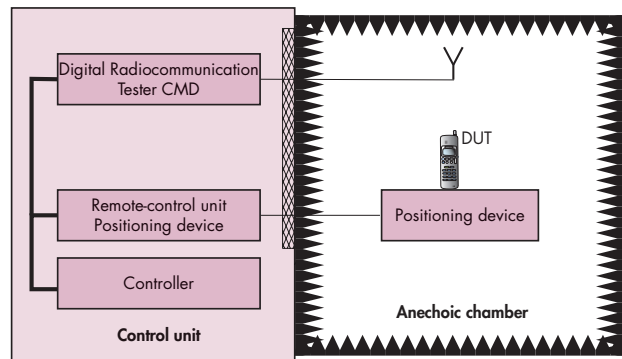 Digital Radiocommunication
Tester CMD
DUT
Remote-control unit
Positioning device
Positioning device
Controller
Anechoic chamber
Control unit